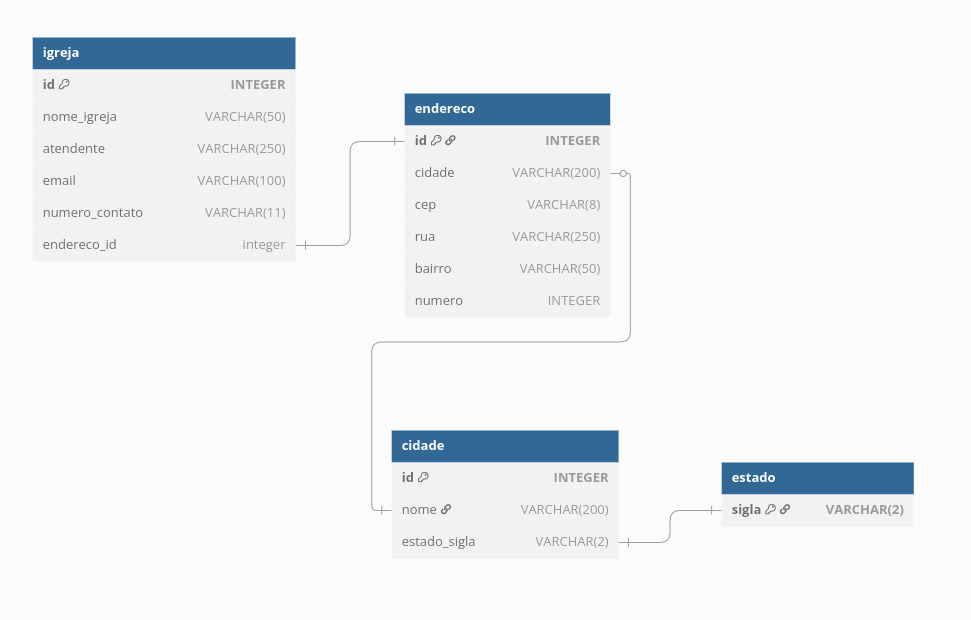 igreja
id INTEGER
nome_igreja VARCHAR(50)
atendente VARCHAR(250)
email VARCHAR(100)
numero_contato VARCHAR(11)
endereco_id integer
endereco
id INTEGER
cidade VARCHAR(200)
cep VARCHAR(8)
rua VARCHAR(250)
bairro VARCHAR(50)
numero INTEGER
cidade
id INTEGER
nome VARCHAR(200)
estado_sigla VARCHAR(2)
estado
sigla VARCHAR(2)